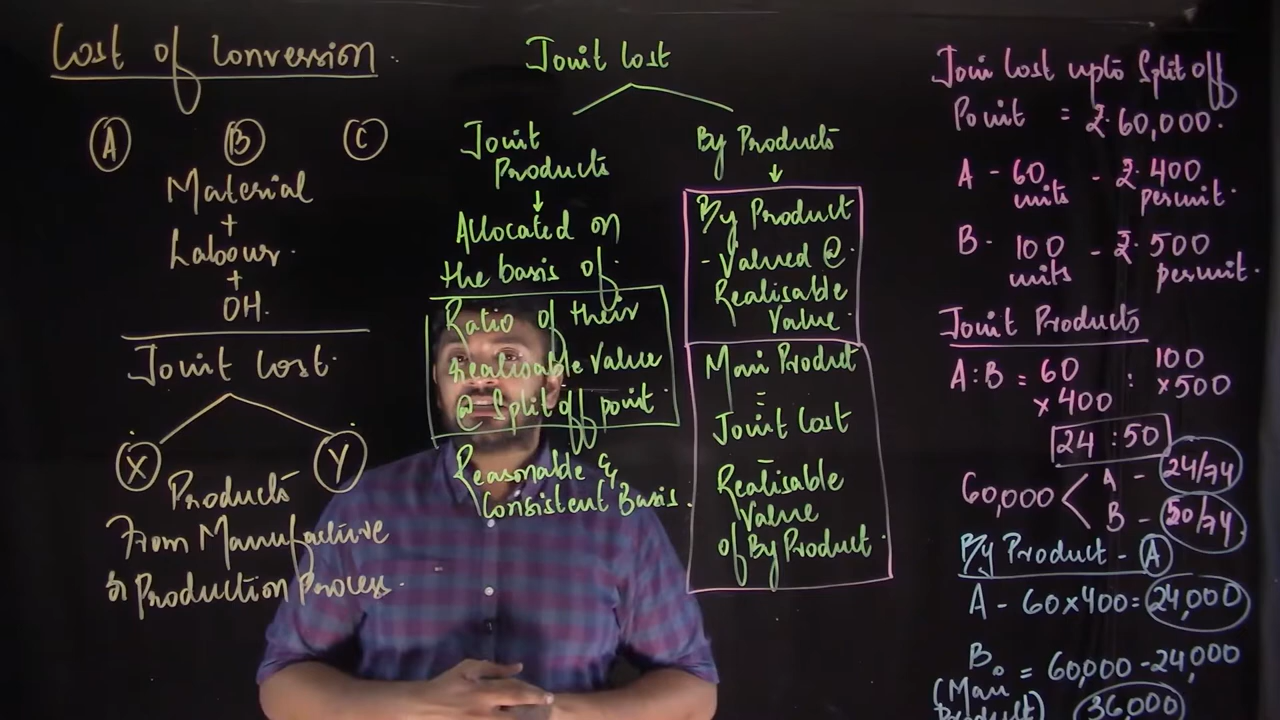 Cost of Conversion.
A B C
Material
+
Labour.
+
OH.
Joint Cost.
X Y
Products
From Manufacture
or Production Process.
Joint Cost
Joint
Products
Allocated on
the basis of.
Ratio of their
Realisable Value
@ Split off point.
Reasonable &
Consistent Basis.
By Products
By Product
- Valued @
Realisable
Value.
Main Product
=
Joint Cost
-
Realisable
Value
of By Product.
Join Cost upto Split off
Point = ₹.60,000.
A - 60 - ₹.400
units per unit.
B - 100 - ₹.500
units per unit.
Joint Products
A:B = 60 : 100
×400 ×500
24 : 50
60,000 < A - 24/74
B - 50/74
By Product - A
A - 60×400 = 24,000
B. = 60,000 - 24,000
(Main
Product) 36,000